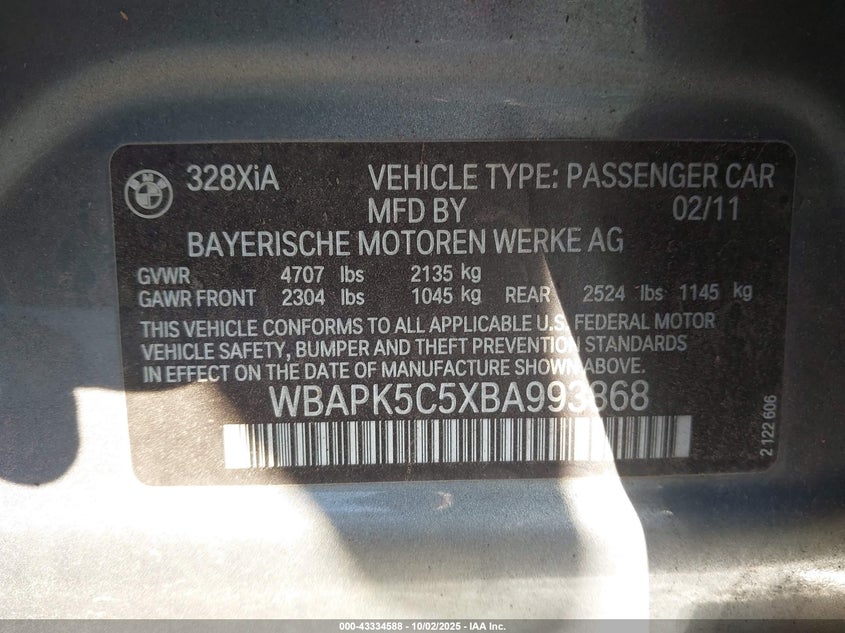 328XiA VEHICLE TYPE: PASSENGER CAR
MFD BY 02/11
BAYERISCHE MOTOREN WERKE AG
GVWR 4707 lbs 2135 kg
GAWR FRONT 2304 lbs 1045 kg REAR 2524 lbs 1145 kg
THIS VEHICLE CONFORMS TO ALL APPLICABLE U.S. FEDERAL MOTOR
VEHICLE SAFETY, BUMPER AND THEFT PREVENTION STANDARDS
IN EFFECT ON THE DATE OF MANUFACTURE SHOWN ABOVE.
WBAPK5C5XBA993868
2 122 606
BMW
000-43334588 - 10/02/2025 - IAA Inc.